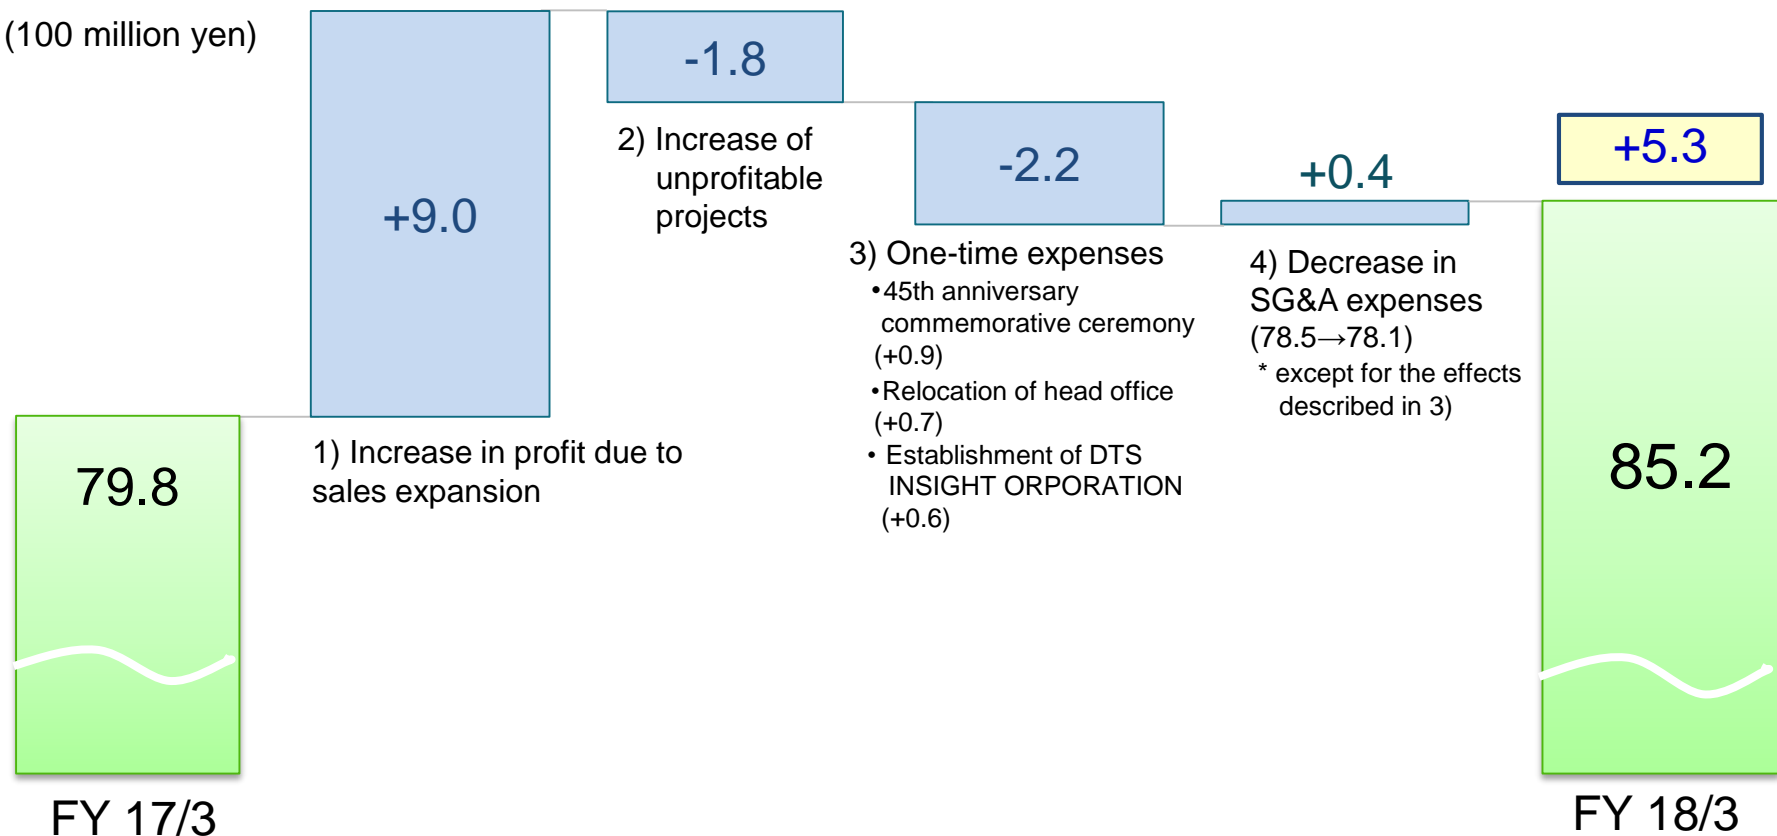 (100 million yen)
-1.8
+9.0
2) Increase of
unprofitable
projects
-2.2
+0.4
+5.3
3) One-time expenses
•45th anniversary
commemorative ceremony
(+0.9)
•Relocation of head office
(+0.7)
• Establishment of DTS
INSIGHT ORPORATION
(+0.6)
4) Decrease in
SG&A expenses
(78.5→78.1)
* except for the effects
described in 3)
1) Increase in profit due to
sales expansion
79.8
85.2
FY 17/3
FY 18/3